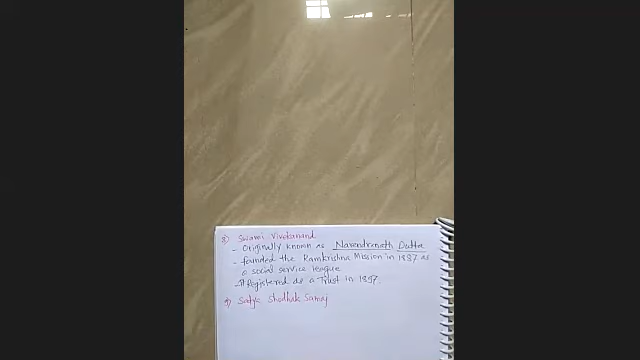 3) Swami Vivekanand
- Originally known as Narendranath Dutta
- founded the Ramkrishna Mission in 1887 as
a social service league
- Registered as a Trust in 1897.
4) Satya Shodhak Samaj